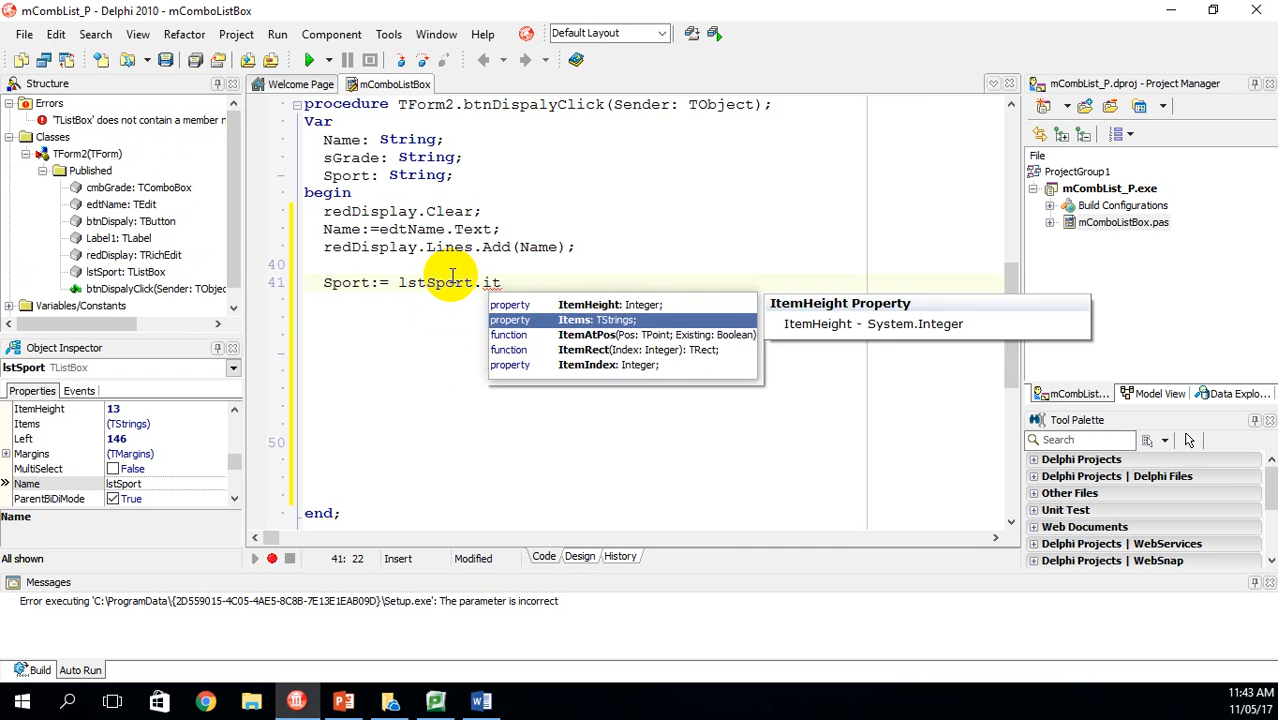 mCombList_P - Delphi 2010 - mComboListBox
File Edit Search View Refactor Project Run Component Tools Window Help
Default Layout
Structure
Welcome Page
mComboListBox
mCombList_P.dproj - Project Manager
Errors
'TListBox' does not contain a member n
Classes
TForm2(TForm)
Published
cmbGrade: TComboBox
edtName: TEdit
btnDispaly: TButton
Label1: TLabel
redDisplay: TRichEdit
lstSport: TListBox
btnDispalyClick(Sender: TObjec
Variables/Constants
procedure TForm2.btnDispalyClick(Sender: TObject);
Var
Name: String;
sGrade: String;
Sport: String;
begin
redDisplay.Clear;
Name:=edtName.Text;
redDisplay.Lines.Add(Name);
40
41 Sport:= lstSport.it
property ItemHeight: Integer;
property Items: TStrings;
function ItemAtPos(Pos: TPoint; Existing: Boolean)
function ItemRect(Index: Integer): TRect;
property ItemIndex: Integer;
ItemHeight Property
ItemHeight - System.Integer
50
end;
File
ProjectGroup1
mCombList_P.exe
Build Configurations
mComboListBox.pas
mCombList...
Model View
Data Explo...
Object Inspector
lstSport TListBox
Properties Events
ItemHeight 13
Items (TStrings)
Left 146
Margins (TMargins)
MultiSelect False
Name lstSport
ParentBiDiMode True
Name
All shown
41: 22 Insert Modified
Code Design History
Tool Palette
Search
Delphi Projects
Delphi Projects | Delphi Files
Other Files
Unit Test
Web Documents
Delphi Projects | WebServices
Delphi Projects | WebSnap
Messages
Error executing 'C:\ProgramData\{2D559015-4C05-4AE5-8C8B-7E13E1EAB09D}\Setup.exe': The parameter is incorrect
Build Auto Run
11:43 AM
11/05/17